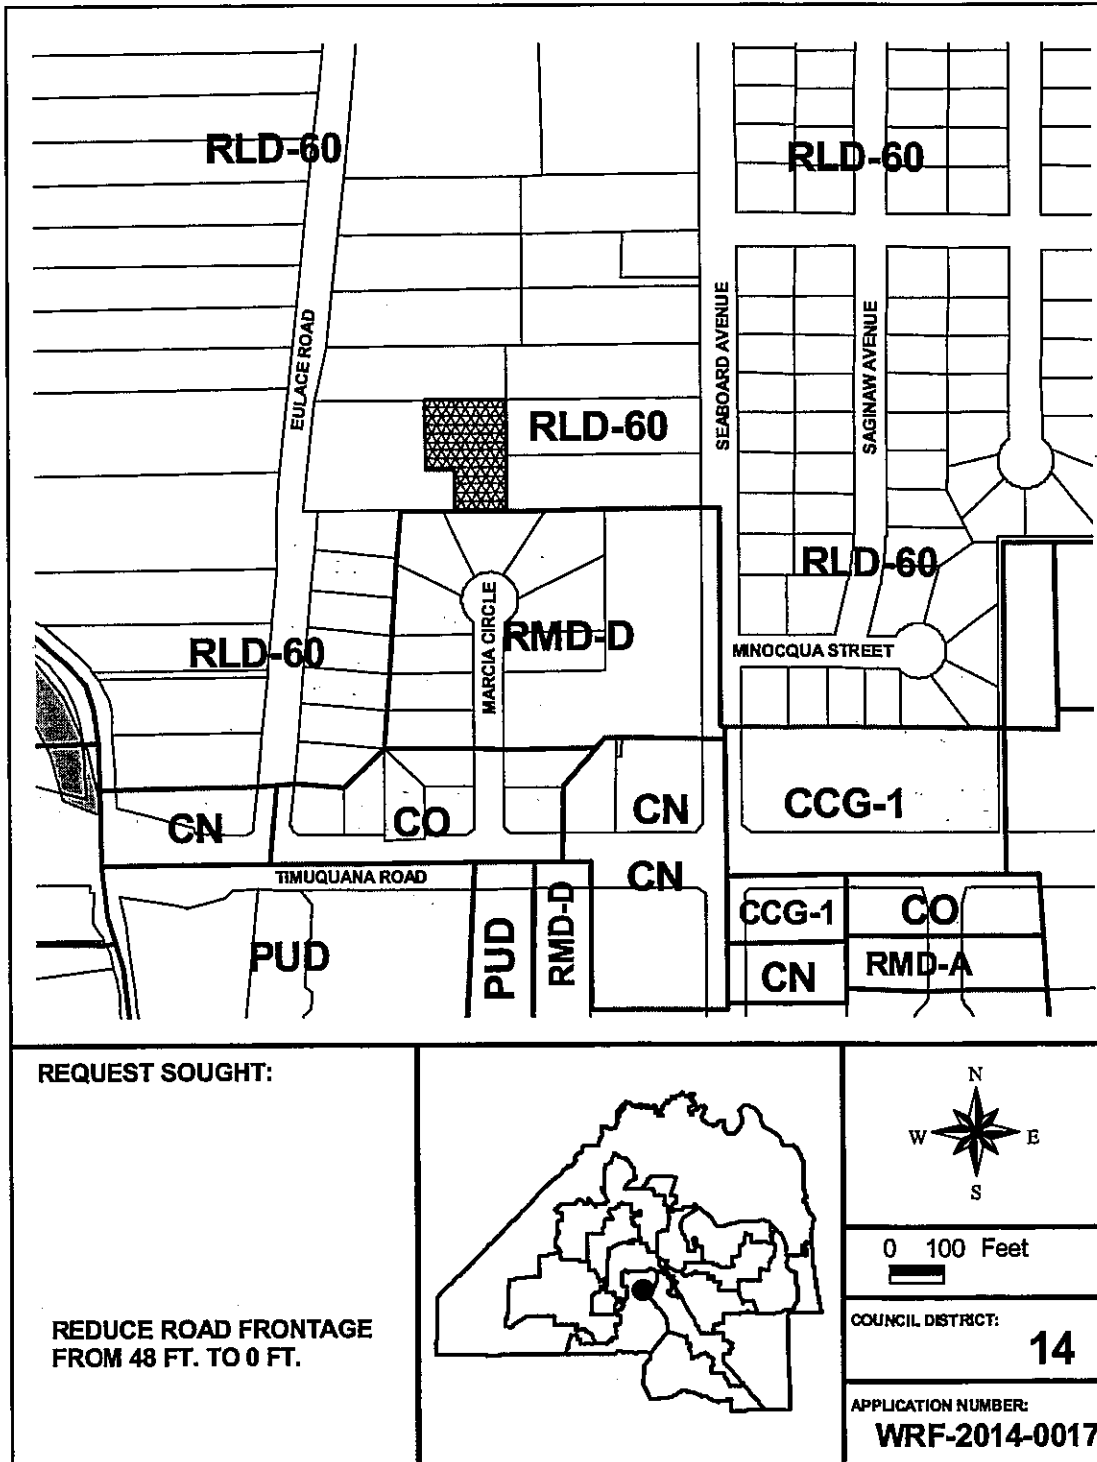 RLD-60
RLD-60
EULACE ROAD
SEABOARD AVENUE
SAGINAW AVENUE
RLD-60
RLD-60
MARCIA CIRCLE
RMD-D
RLD-60
MINOCQUA STREET
CN
CO
CN
CCG-1
TIMUQUANA ROAD
CN
PUD
PUD
RMD-D
CCG-1
CO
CN
RMD-A
REQUEST SOUGHT:
REDUCE ROAD FRONTAGE
FROM 48 FT. TO 0 FT.
N
W E
S
0 100 Feet
COUNCIL DISTRICT:
14
APPLICATION NUMBER:
WRF-2014-0017